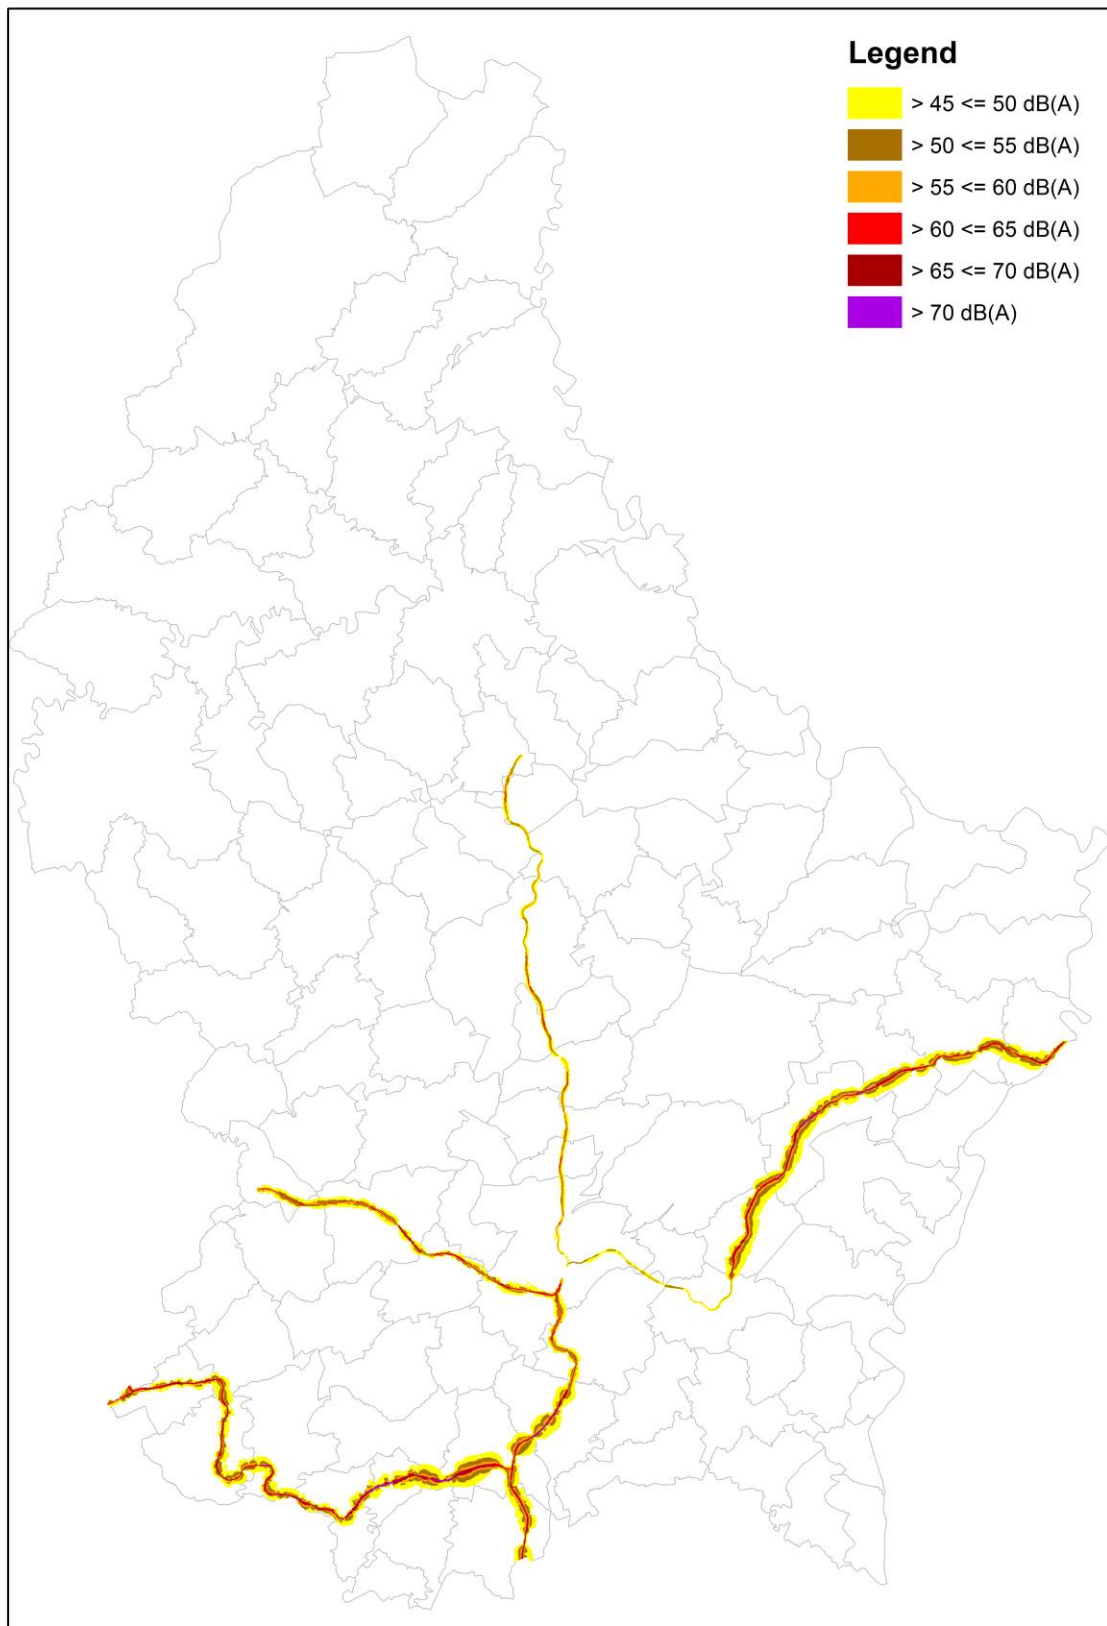 Legend
> 45 <= 50 dB(A)
> 50 <= 55 dB(A)
> 55 <= 60 dB(A)
> 60 <= 65 dB(A)
> 65 <= 70 dB(A)
> 70 dB(A)